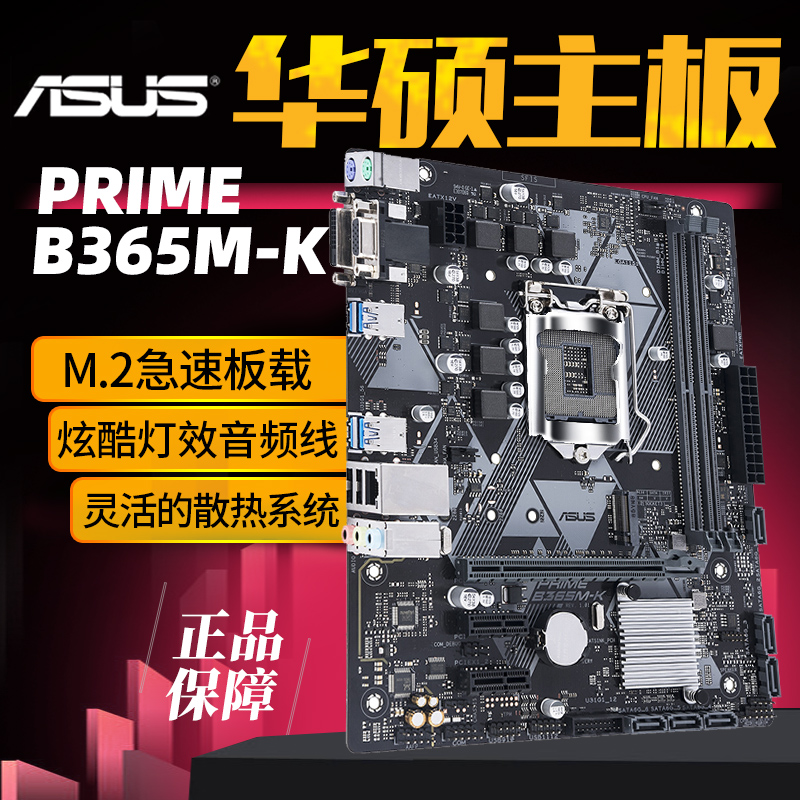 ASUS® 华硕主板
PRIME
B365M-K
M.2急速板载
炫酷灯效音频线
灵活的散热系统
正品
保障
EATX12V
ASUS
PRIME
B365M-K